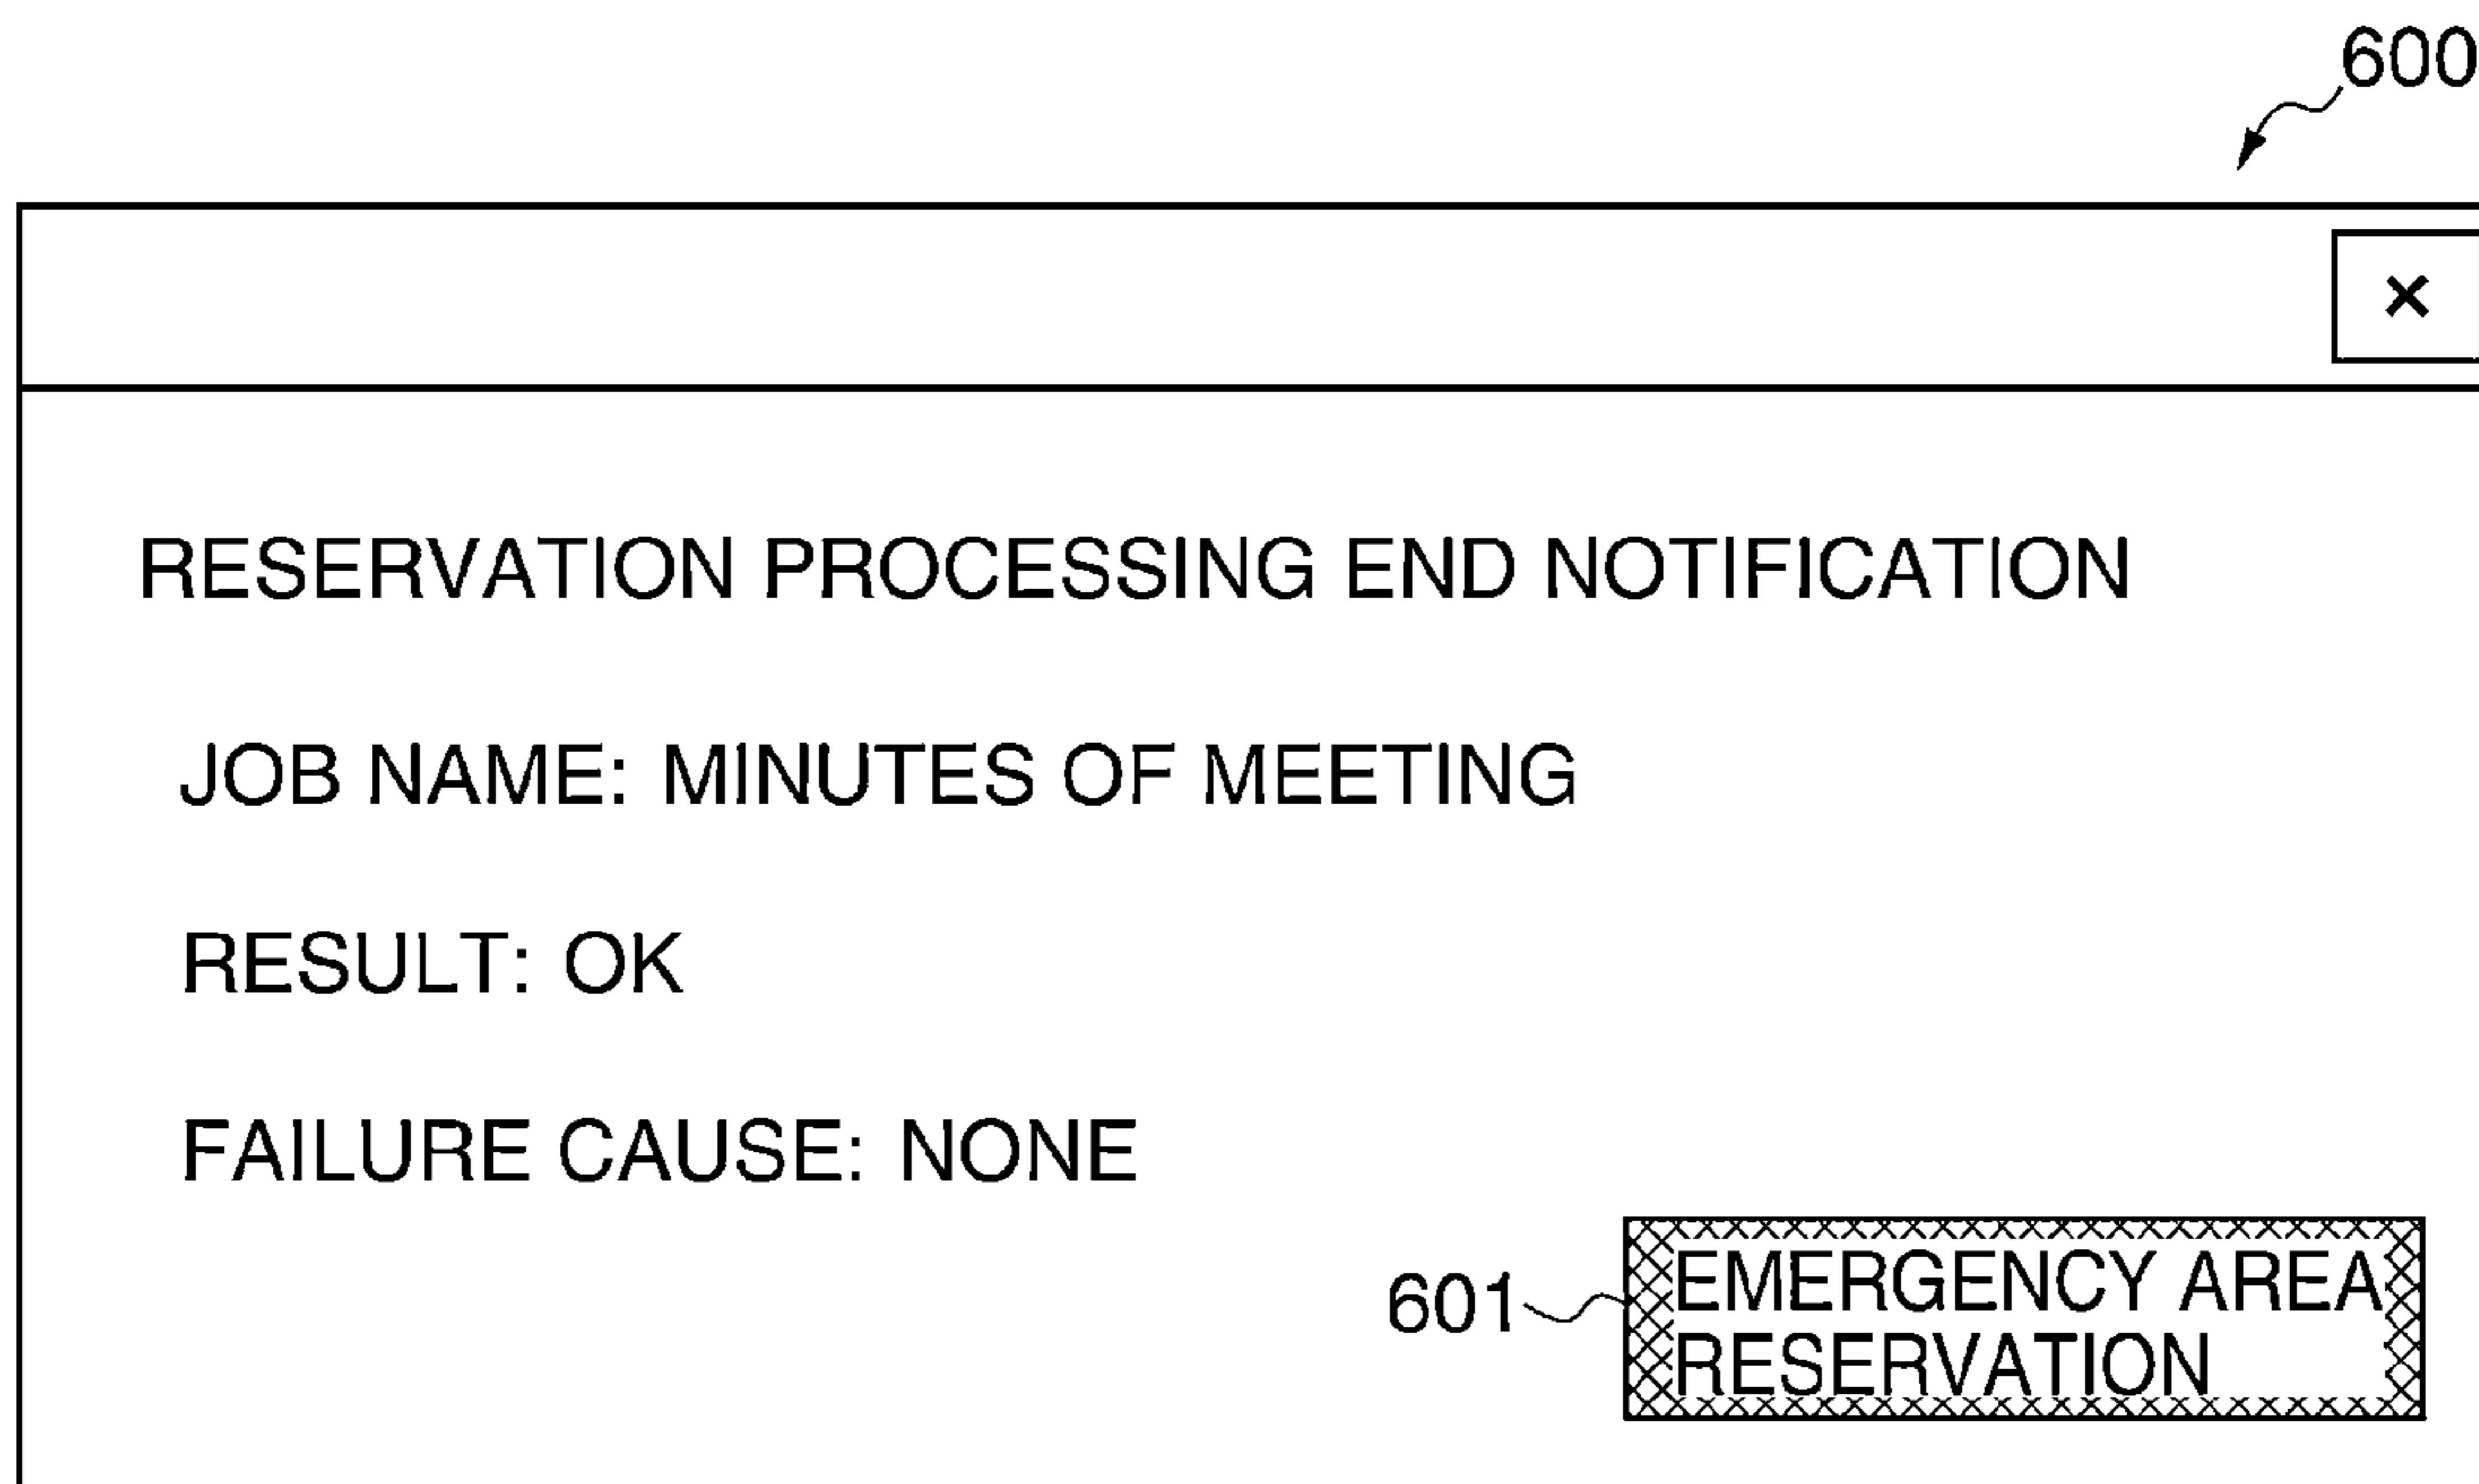 600
×
RESERVATION PROCESSING END NOTIFICATION
JOB NAME: MINUTES OF MEETING
RESULT: OK
FAILURE CAUSE: NONE
601
EMERGENCY AREA
RESERVATION